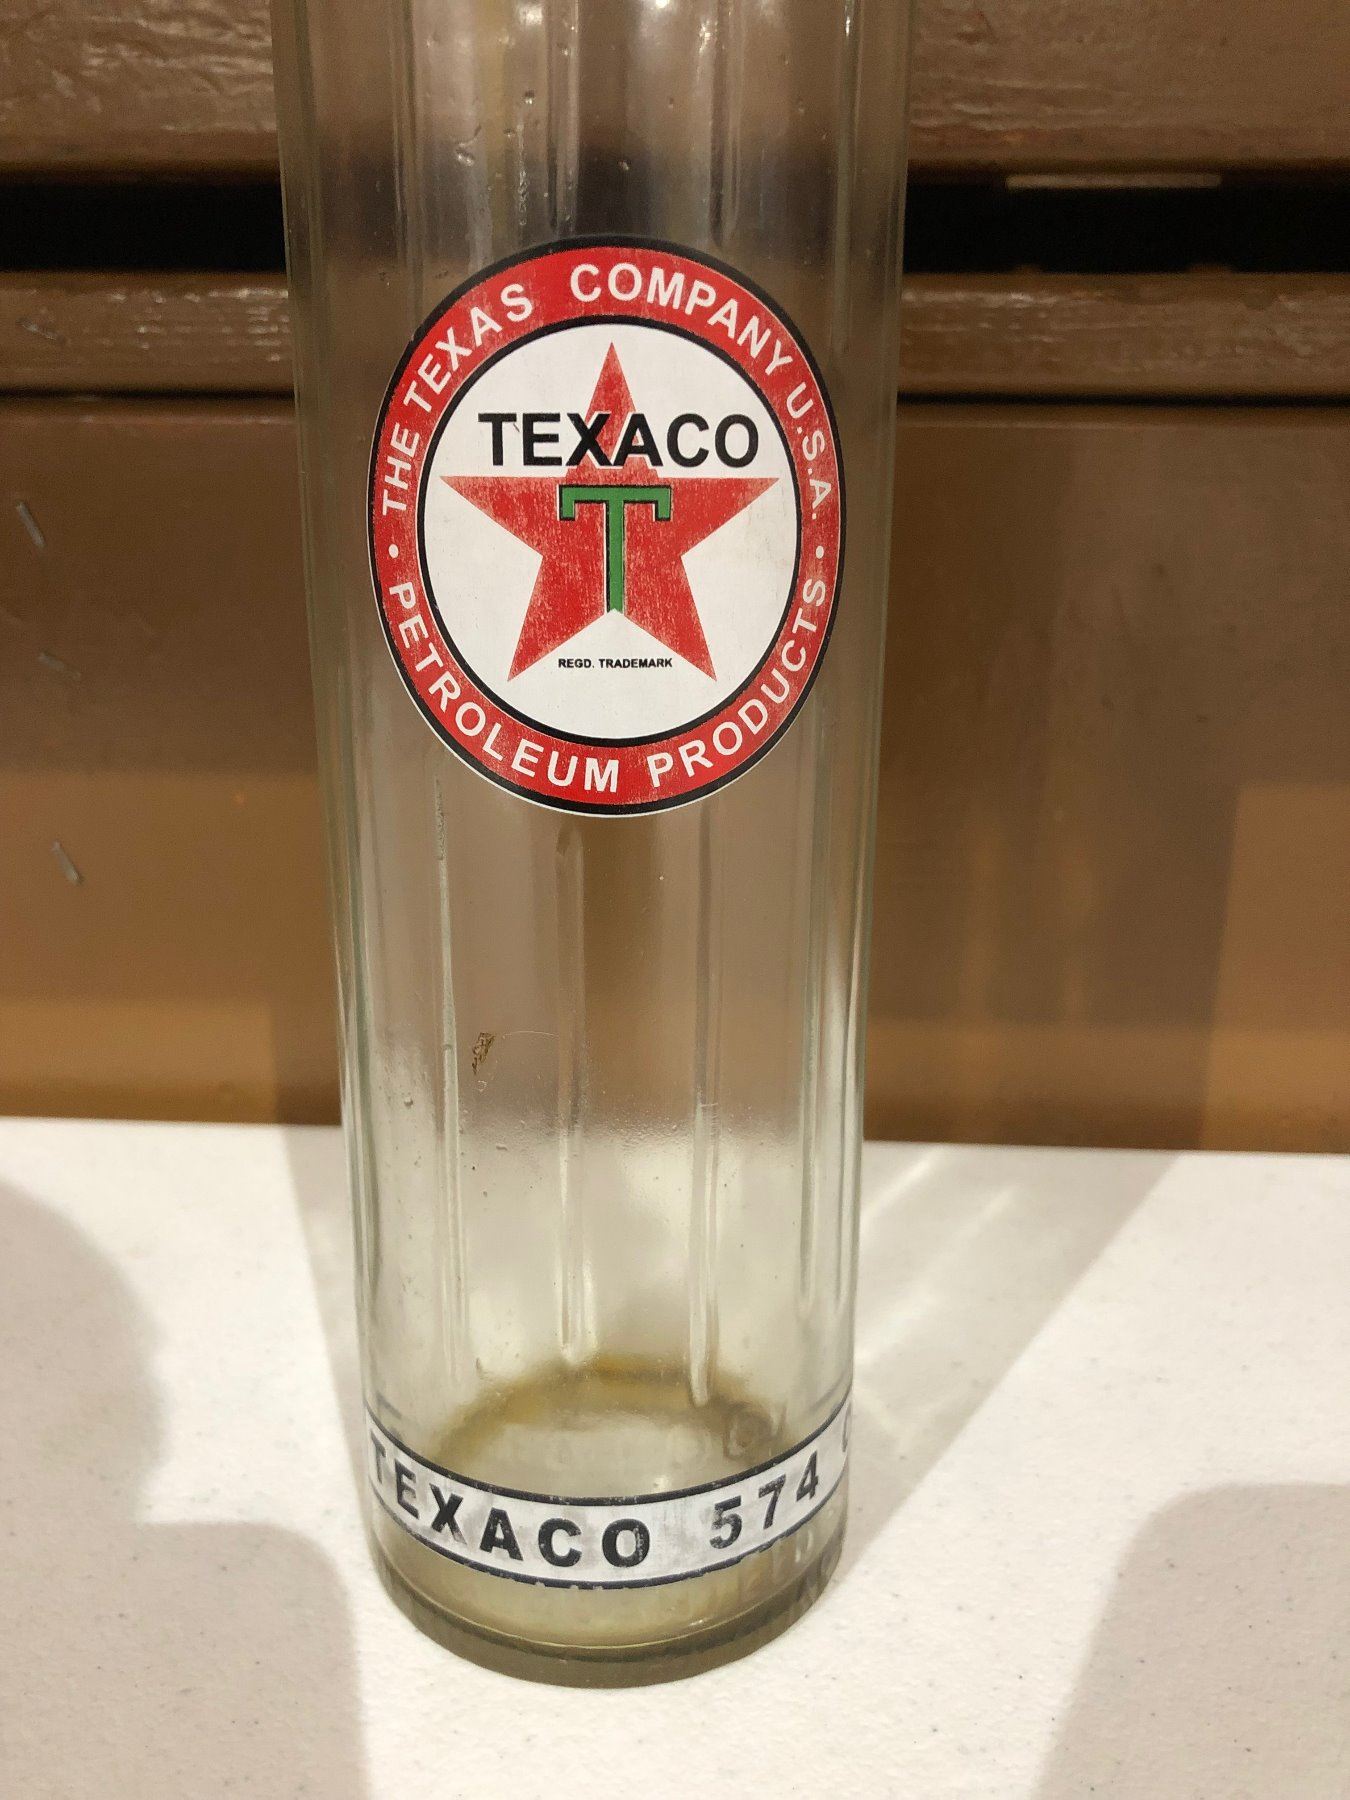 THE TEXAS COMPANY U.S.A.
TEXACO
T
REGD. TRADEMARK
• PETROLEUM PRODUCTS •
TEXACO 574